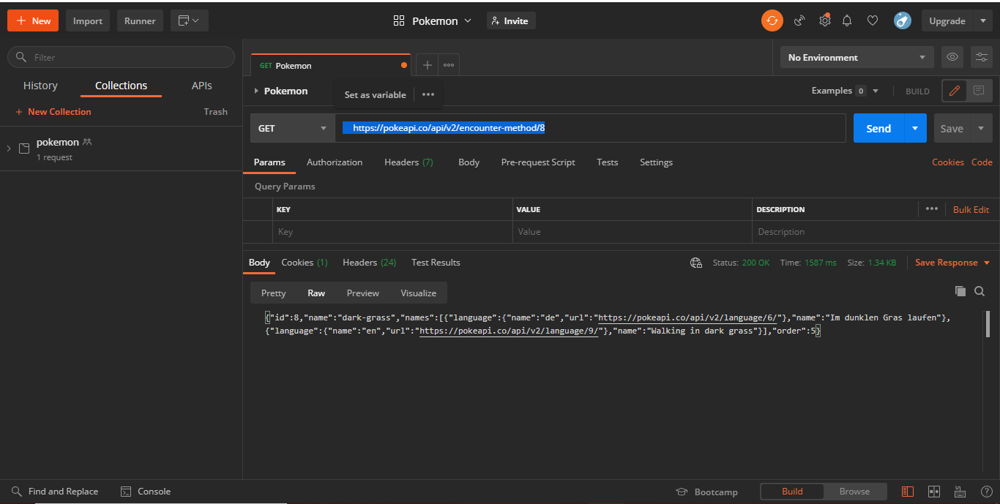 New Import Runner Pokemon Invite Upgrade
Filter
GET Pokemon No Environment
History Collections APIs
Pokemon Set as variable Examples 0 BUILD
+ New Collection Trash
GET https://pokeapi.co/api/v2/encounter-method/8 Send Save
pokemon
1 request
Params Authorization Headers (7) Body Pre-request Script Tests Settings Cookies Code
Query Params
KEY VALUE DESCRIPTION Bulk Edit
Key Value Description
Body Cookies (1) Headers (24) Test Results Status: 200 OK Time: 1587 ms Size: 1.34 KB Save Response
Pretty Raw Preview Visualize
{"id":8,"name":"dark-grass","names":[{"language":{"name":"de","url":"https://pokeapi.co/api/v2/language/6/"},"name":"Im dunklen Gras laufen"},
{"language":{"name":"en","url":"https://pokeapi.co/api/v2/language/9/"},"name":"Walking in dark grass"}],"order":5}
Find and Replace Console Bootcamp Build Browse